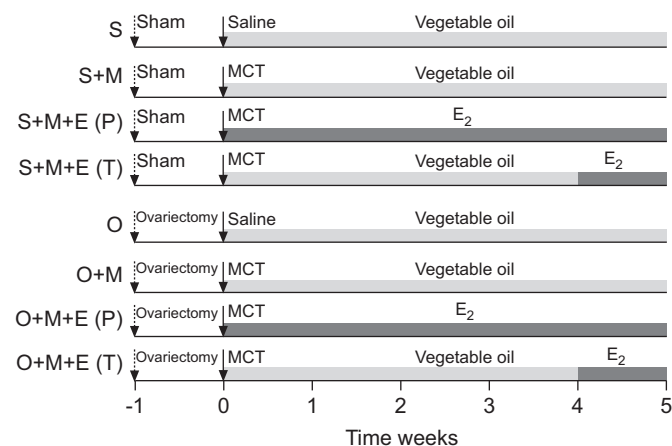 S Sham Saline Vegetable oil
S+M Sham MCT Vegetable oil
S+M+E (P) Sham MCT E₂
S+M+E (T) Sham MCT Vegetable oil E₂
O Ovariectomy Saline Vegetable oil
O+M Ovariectomy MCT Vegetable oil
O+M+E (P) Ovariectomy MCT E₂
O+M+E (T) Ovariectomy MCT Vegetable oil E₂
-1 0 1 2 3 4 5
Time weeks